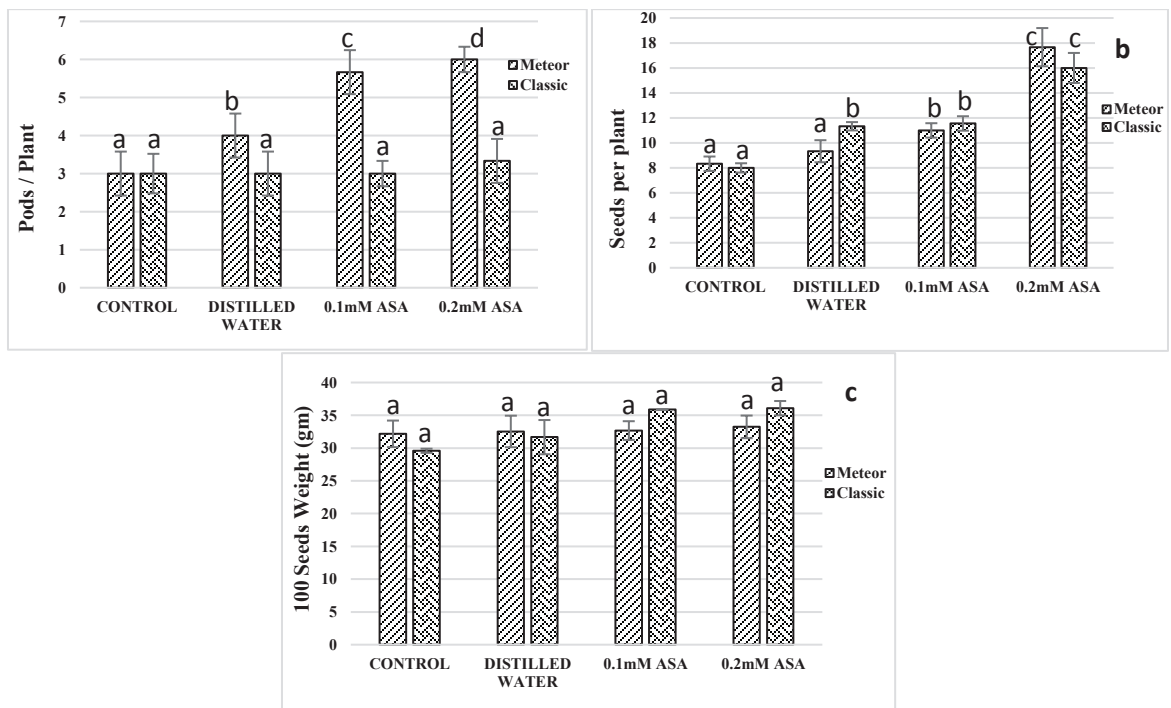 7
6
5
4
3
2
1
0
Pods / Plant
a a b a c a d a
Meteor
Classic
CONTROL
DISTILLED
WATER
0.1mM ASA
0.2mM ASA
20
18
16
14
12
10
8
6
4
2
0
Seeds per plant
b
a a a b b b c c
Meteor
Classic
CONTROL
DISTILLED
WATER
0.1mM ASA
0.2mM ASA
40
35
30
25
20
15
10
5
0
100 Seeds Weight (gm)
c
a a a a a a a a
Meteor
Classic
CONTROL
DISTILLED
WATER
0.1mM ASA
0.2mM ASA